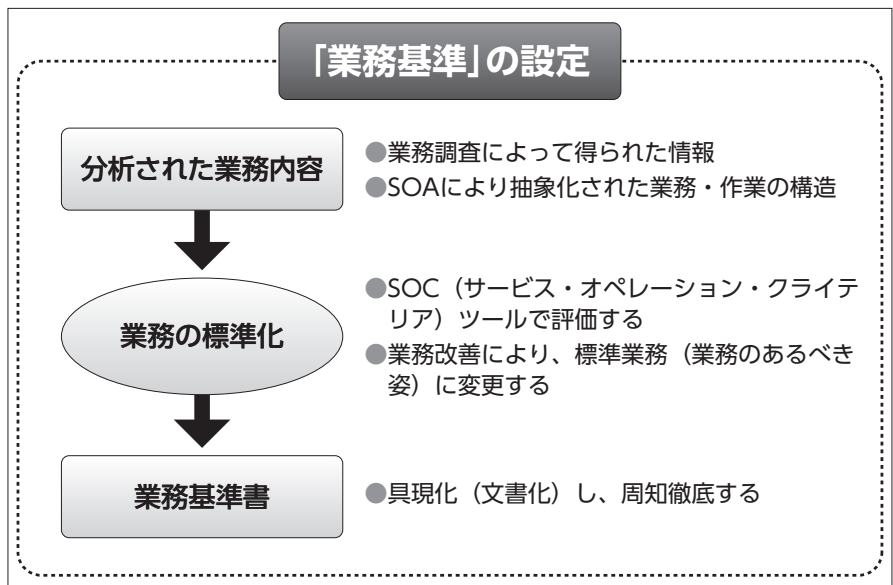 「業務基準」の設定
分析された業務内容
●業務調査によって得られた情報
●SOAにより抽象化された業務・作業の構造
業務の標準化
●SOC（サービス・オペレーション・クライテ
リア）ツールで評価する
●業務改善により、標準業務（業務のあるべき
姿）に変更する
業務基準書
●具現化（文書化）し、周知徹底する